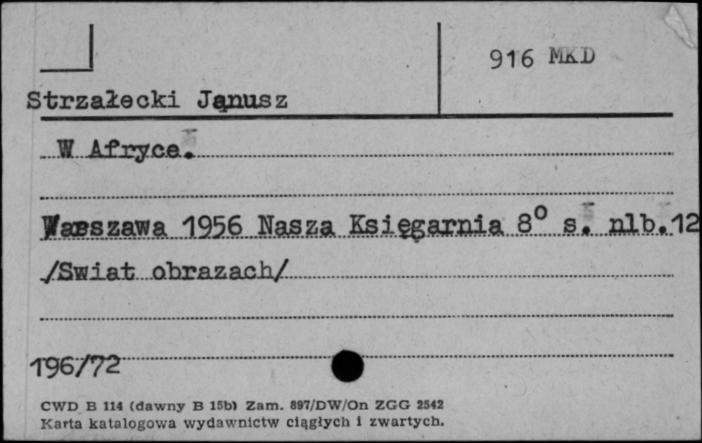 916 MKD
Strzałecki Janusz
W Afryce.
Warszawa 1956 Nasza Księgarnia 8° s. nlb.12
/Swiat obrazach/
196/72
CWD B 114 (dawny B 15b) Zam. 897/DW/On ZGG 2542
Karta katalogowa wydawnictw ciągłych i zwartych.